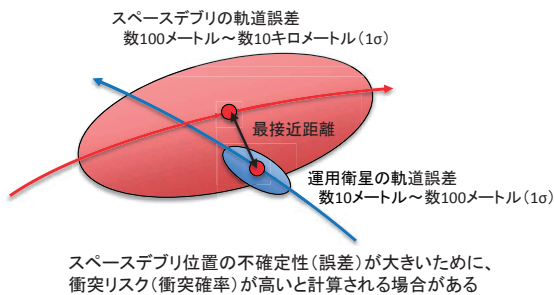 スペースデブリの軌道誤差
数100メートル～数10キロメートル（1σ）
最接近距離
運用衛星の軌道誤差
数10メートル～数100メートル（1σ）
スペースデブリ位置の不確定性（誤差）が大きいために、
衝突リスク（衝突確率）が高いと計算される場合がある